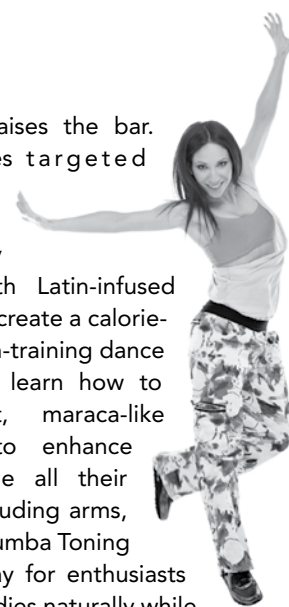 aises the bar.
es targeted
th Latin-infused
create a calorie-
-training dance
learn how to
, maraca-like
to enhance
e all their
uding arms,
umba Toning
y for enthusiasts
dies naturally while